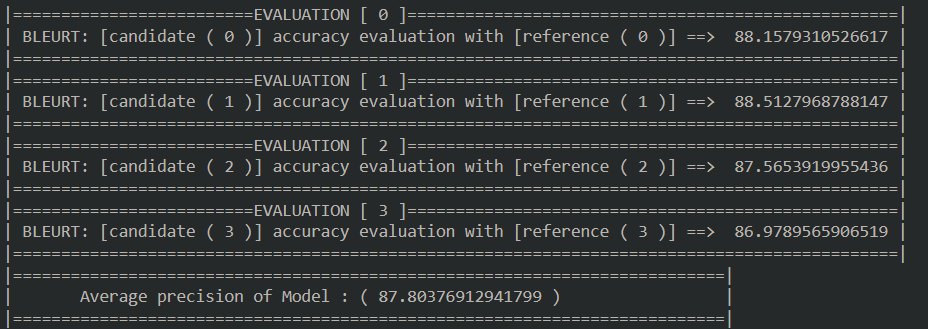 |=========================EVALUATION [ 0 ]===================================================|
| BLEURT: [candidate ( 0 )] accuracy evaluation with [reference ( 0 )] ==>  88.1579310526617 |
|============================================================================================|
|=========================EVALUATION [ 1 ]===================================================|
| BLEURT: [candidate ( 1 )] accuracy evaluation with [reference ( 1 )] ==>  88.5127968788147 |
|============================================================================================|
|=========================EVALUATION [ 2 ]===================================================|
| BLEURT: [candidate ( 2 )] accuracy evaluation with [reference ( 2 )] ==>  87.5653919955436 |
|============================================================================================|
|=========================EVALUATION [ 3 ]===================================================|
| BLEURT: [candidate ( 3 )] accuracy evaluation with [reference ( 3 )] ==>  86.9789565906519 |
|============================================================================================|
|==========================================================================|
|       Average precision of Model : ( 87.80376912941799 )                 |
|==========================================================================|